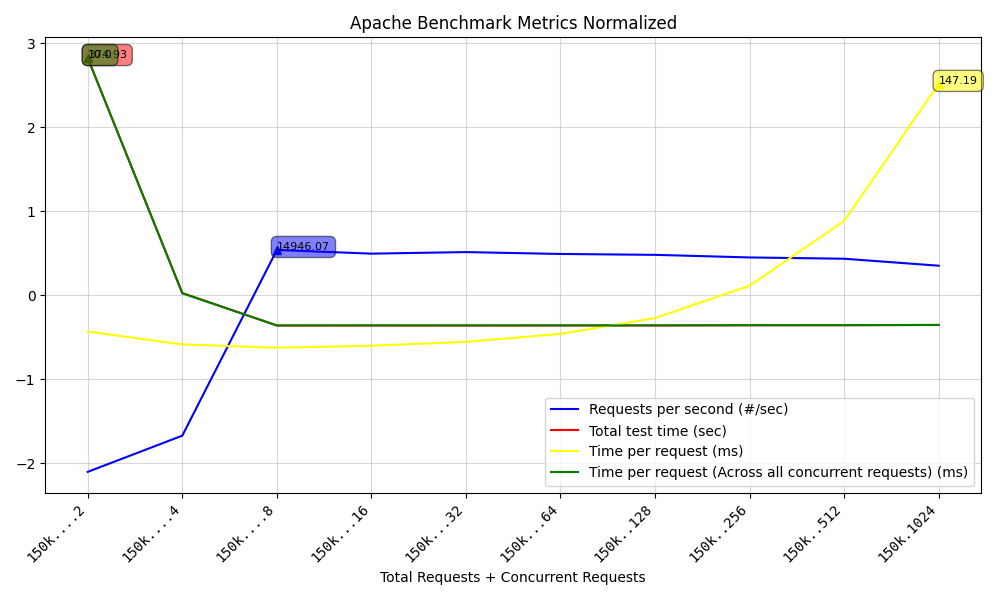 Apache Benchmark Metrics Normalized
3
2
1
0
−1
−2
14946.07
147.19
Requests per second (#/sec)
Total test time (sec)
Time per request (ms)
Time per request (Across all concurrent requests) (ms)
150k....2
150k....4
150k....8
150k...16
150k...32
150k...64
150k..128
150k..256
150k..512
150k.1024
Total Requests + Concurrent Requests